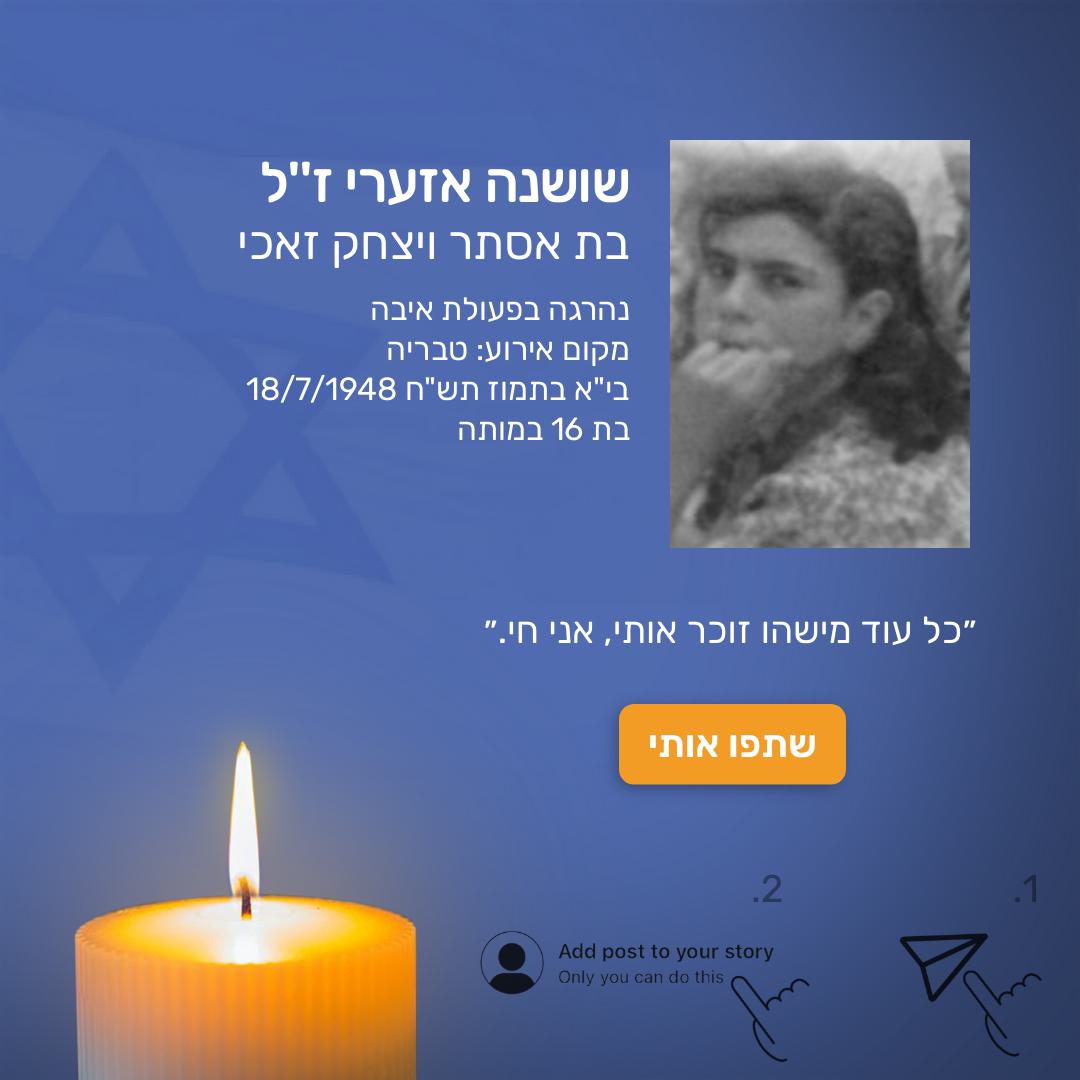 שושנה אזערי ז"ל
בת אסתר ויצחק זאכי
נהרגה בפעולת איבה
מקום אירוע: טבריה
בי"א בתמוז תש"ח 18/7/1948
בת 16 במותה
״כל עוד מישהו זוכר אותי, אני חי.״
שתפו אותי
1.
2.
Add post to your story
Only you can do this